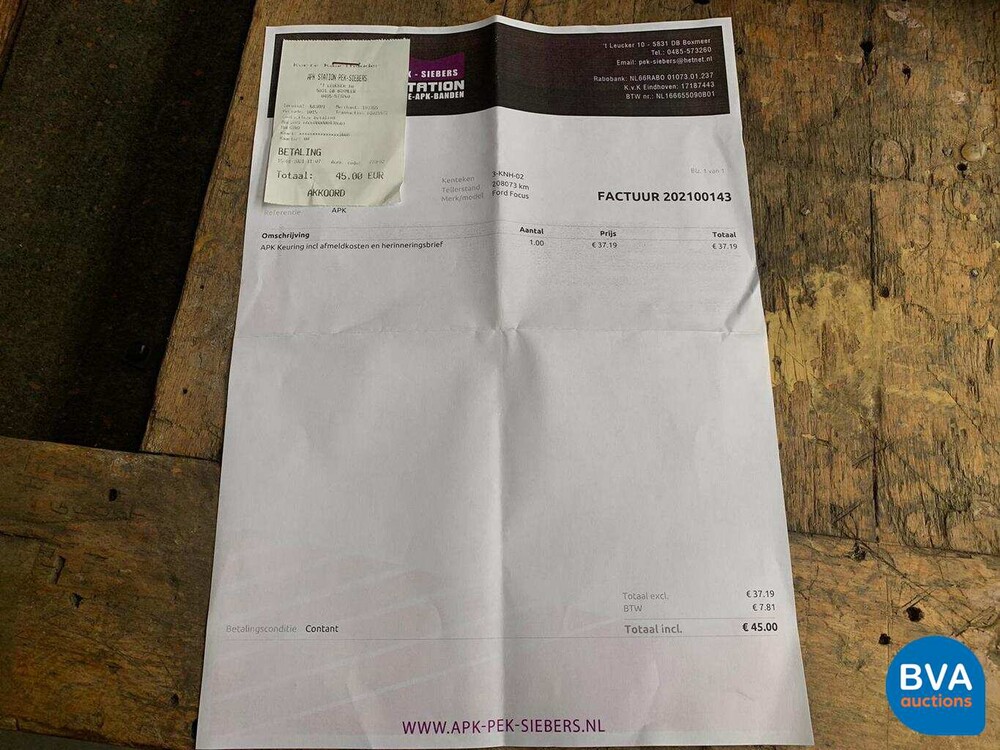 't Leucker 10 - 5831 DB Boxmeer
Tel.: 0485-573260
Email: pek-siebers@hetnet.nl
Rabobank: NL66RABO 01073.01.237
K.v.K Eindhoven: 17187443
BTW nr.: NL166655090B01
K - SIEBERS
TATION
E-APK-BANDEN
APK STATION PEK-SIEBERS
BETALING
Totaal: 45.00 EUR
AKKOORD
Blz. 1 van 1
Kenteken 3-KNH-02
Tellerstand 208073 km
Merk/model Ford Focus
FACTUUR 202100143
Referentie APK
Omschrijving Aantal Prijs Totaal
APK Keuring incl afmeldkosten en herinneringsbrief 1.00 € 37.19 € 37.19
Totaal excl. € 37.19
BTW € 7.81
Betalingsconditie Contant Totaal incl. € 45.00
WWW.APK-PEK-SIEBERS.NL
BVA
auctions